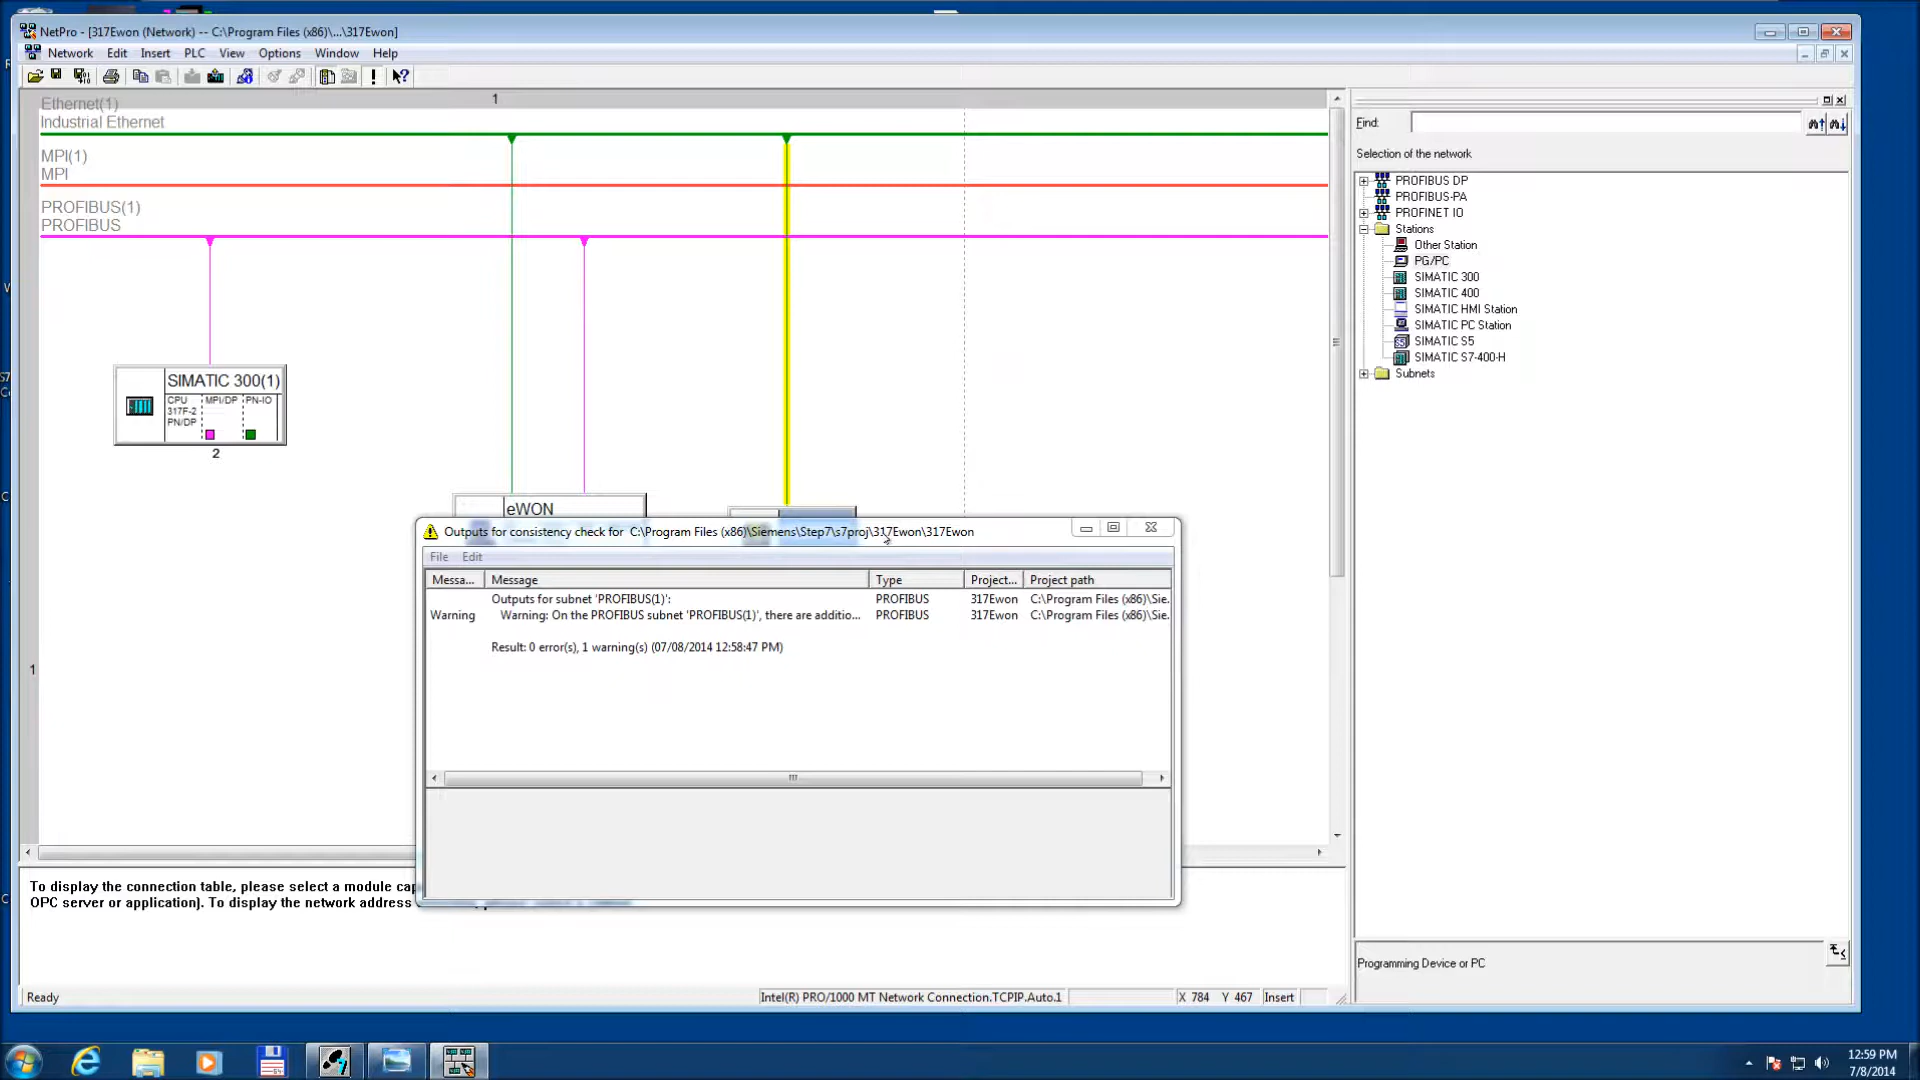 NetPro - [317Ewon (Network) -- C:\Program Files (x86)\...\317Ewon]
Network Edit Insert PLC View Options Window Help
1
Ethernet(1)
Industrial Ethernet
MPI(1)
MPI
PROFIBUS(1)
PROFIBUS
SIMATIC 300(1)
CPU MPI/DP PN-IO
317F-2
PN/DP
2
eWON
1
Outputs for consistency check for C:\Program Files (x86)\Siemens\Step7\s7proj\317Ewon\317Ewon
File Edit
Messa... Message Type Project... Project path
Outputs for subnet 'PROFIBUS(1)': PROFIBUS 317Ewon C:\Program Files (x86)\Sie.
Warning Warning: On the PROFIBUS subnet 'PROFIBUS(1)', there are additio... PROFIBUS 317Ewon C:\Program Files (x86)\Sie.
Result: 0 error(s), 1 warning(s) (07/08/2014 12:58:47 PM)
To display the connection table, please select a module cap
OPC server or application). To display the network address
Ready
Intel(R) PRO/1000 MT Network Connection.TCPIP.Auto.1
X 784 Y 467 Insert
Find:
Selection of the network
PROFIBUS DP
PROFIBUS-PA
PROFINET IO
Stations
Other Station
PG/PC
SIMATIC 300
SIMATIC 400
SIMATIC HMI Station
SIMATIC PC Station
SIMATIC S5
SIMATIC S7-400-H
Subnets
Programming Device or PC
12:59 PM
7/8/2014